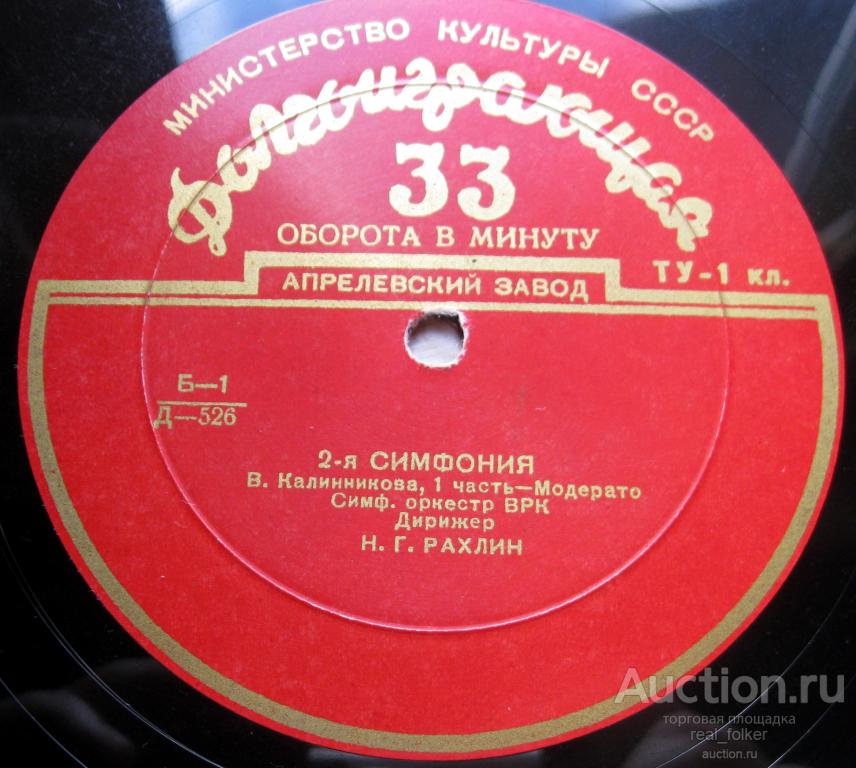 МИНИСТЕРСТВО КУЛЬТУРЫ СССР
Долгоиграющая
33
ОБОРОТА В МИНУТУ
АПРЕЛЕВСКИЙ ЗАВОД
ТУ-1 кл.
Б—1
Д—526
2-я СИМФОНИЯ
В. Калинникова, 1 часть—Модерато
Симф. оркестр ВРК
Дирижер
Н. Г. РАХЛИН
Auction.ru
торговая площадка
real_folker
auction.ru